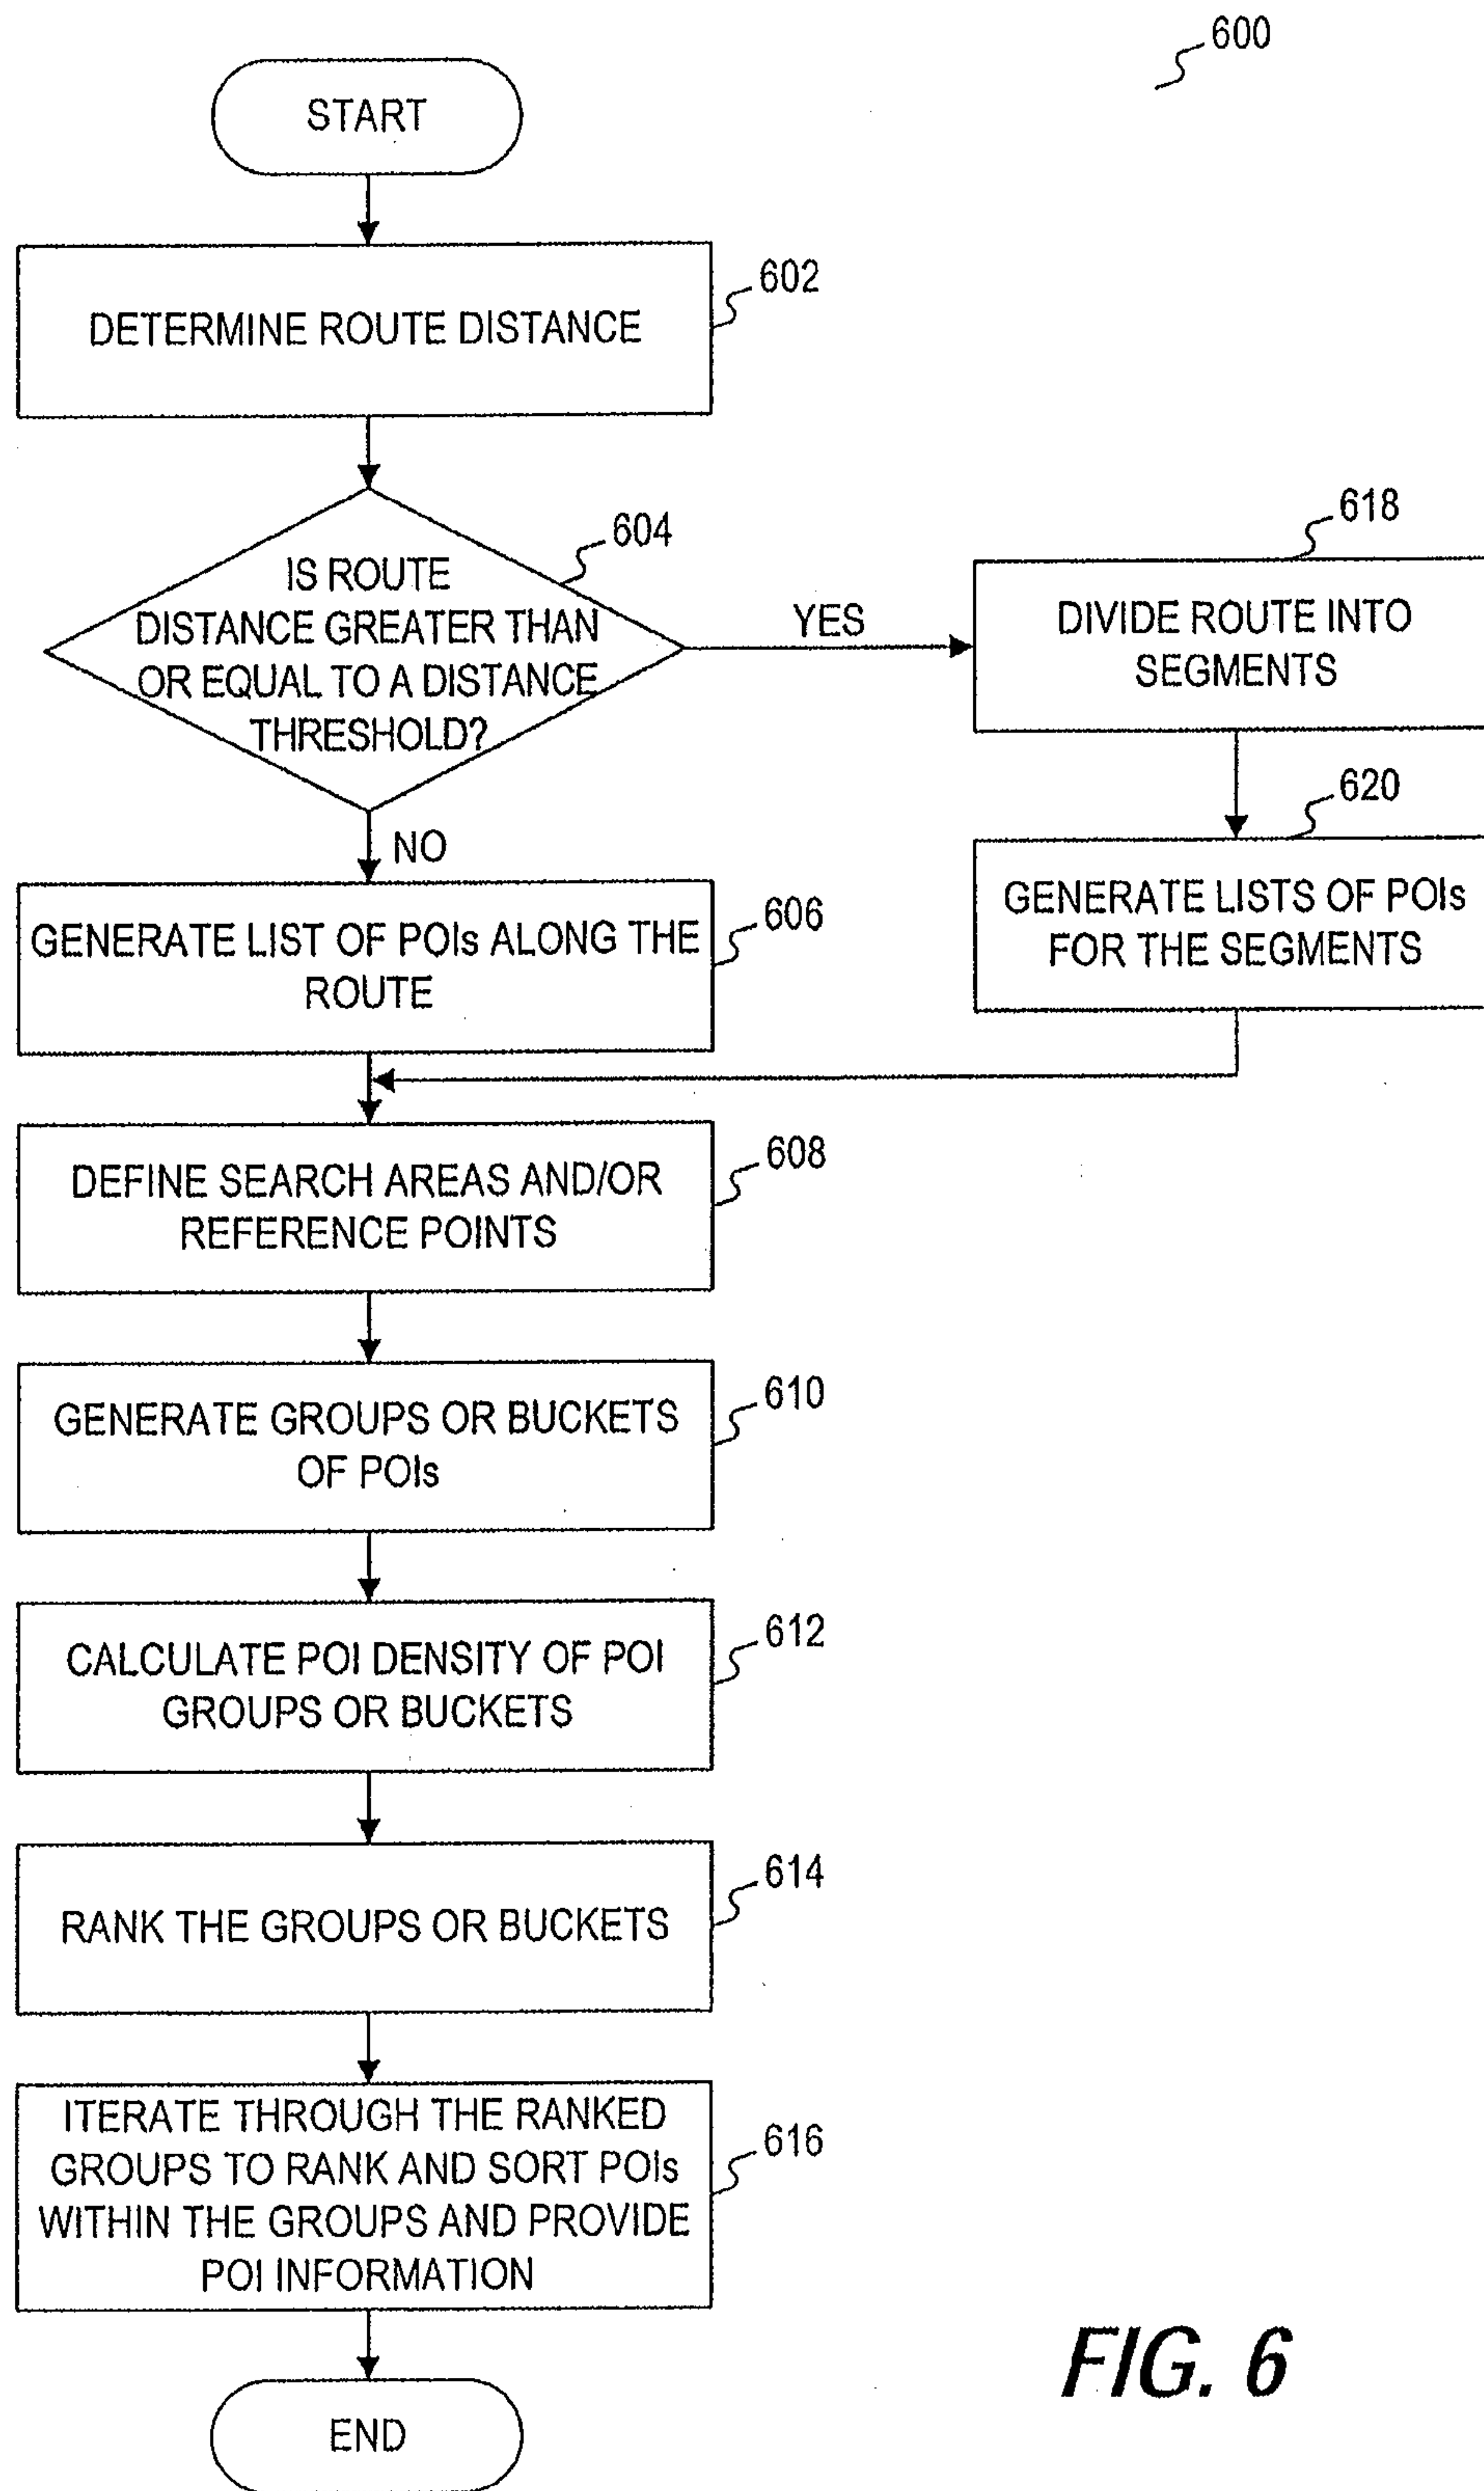 600
START
602
DETERMINE ROUTE DISTANCE
604
IS ROUTE
DISTANCE GREATER THAN
OR EQUAL TO A DISTANCE
THRESHOLD?
YES
NO
618
DIVIDE ROUTE INTO
SEGMENTS
620
GENERATE LISTS OF POIs
FOR THE SEGMENTS
606
GENERATE LIST OF POIs ALONG THE
ROUTE
608
DEFINE SEARCH AREAS AND/OR
REFERENCE POINTS
610
GENERATE GROUPS OR BUCKETS
OF POIs
612
CALCULATE POI DENSITY OF POI
GROUPS OR BUCKETS
614
RANK THE GROUPS OR BUCKETS
616
ITERATE THROUGH THE RANKED
GROUPS TO RANK AND SORT POIs
WITHIN THE GROUPS AND PROVIDE
POI INFORMATION
END
FIG. 6